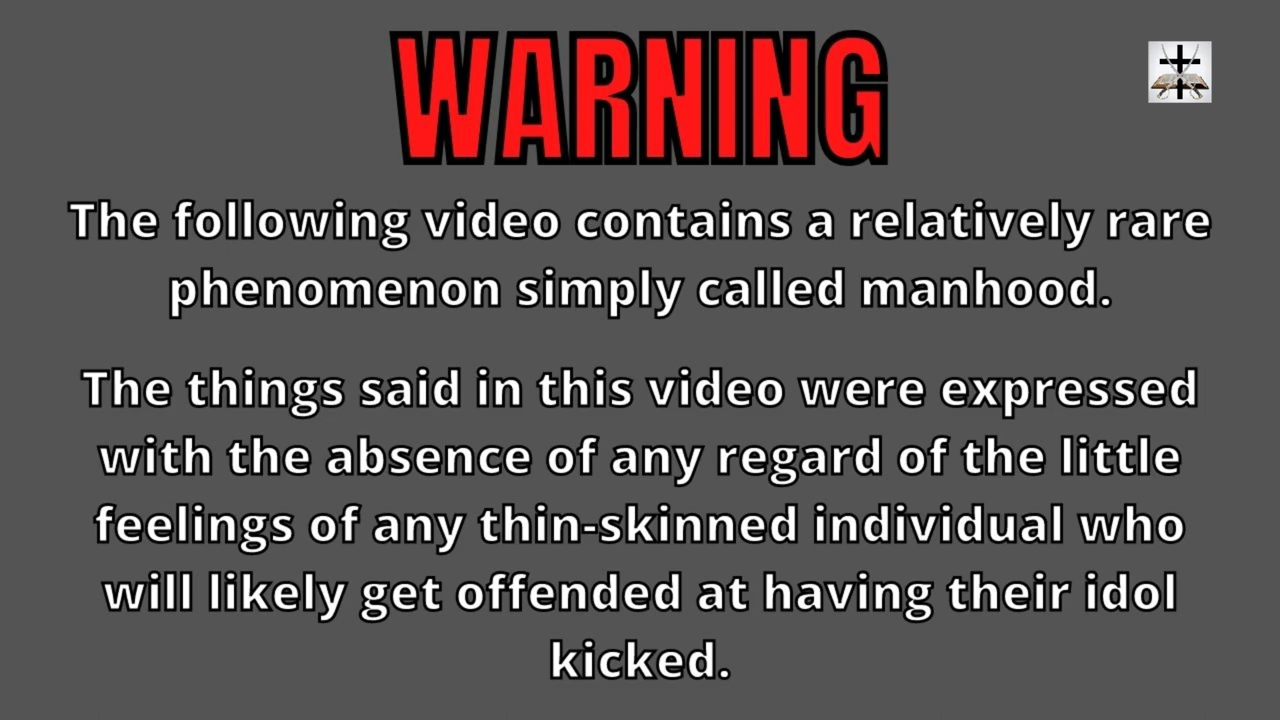 WARNING
The following video contains a relatively rare
phenomenon simply called manhood.
The things said in this video were expressed
with the absence of any regard of the little
feelings of any thin-skinned individual who
will likely get offended at having their idol
kicked.